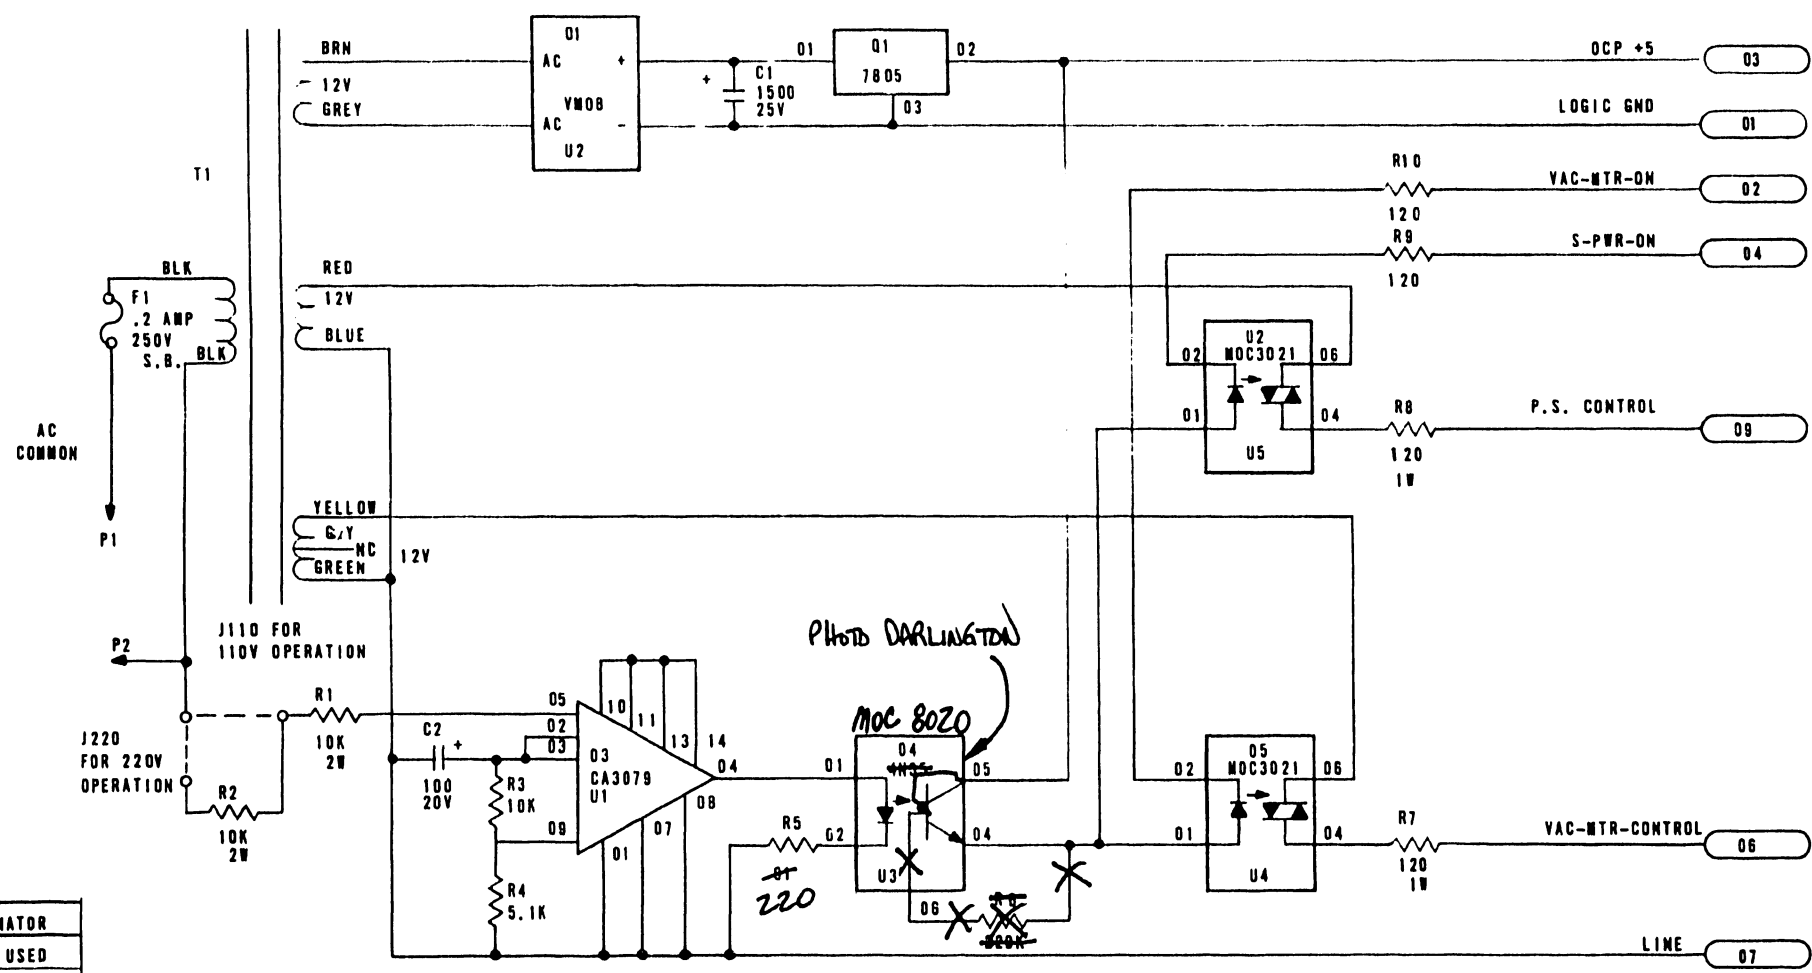 BRN
12V
GREY
01
AC +
VM08
AC -
U2
+
C1
1500
25V
01
Q1
7805
02
03
OCP +5
03
LOGIC GND
01
R10
120
VAC-MTR-ON
02
R9
120
S-PWR-ON
04
T1
RED
12V
BLUE
BLK
F1
.2 AMP
250V
S.B.
BLK
AC
COMMON
P1
U2
MOC3021
02
06
01
04
U5
R8
120
1W
P.S. CONTROL
09
YELLOW
G/Y
NC
GREEN
12V
J110 FOR
110V OPERATION
P2
J220
FOR 220V
OPERATION
R1
10K
2W
R2
10K
2W
C2
+
100
20V
R3
10K
R4
5.1K
05
02
03
09
10
11
13
14
03
CA3079
U1
04
08
07
01
PHOTO DARLINGTON
MOC 8020
04
4N35
01
05
02
04
U3
06
R5
91
220
R6
220K
05
MOC3021
02
06
01
04
U4
R7
120
1W
VAC-MTR-CONTROL
06
LINE
07
NATOR
USED